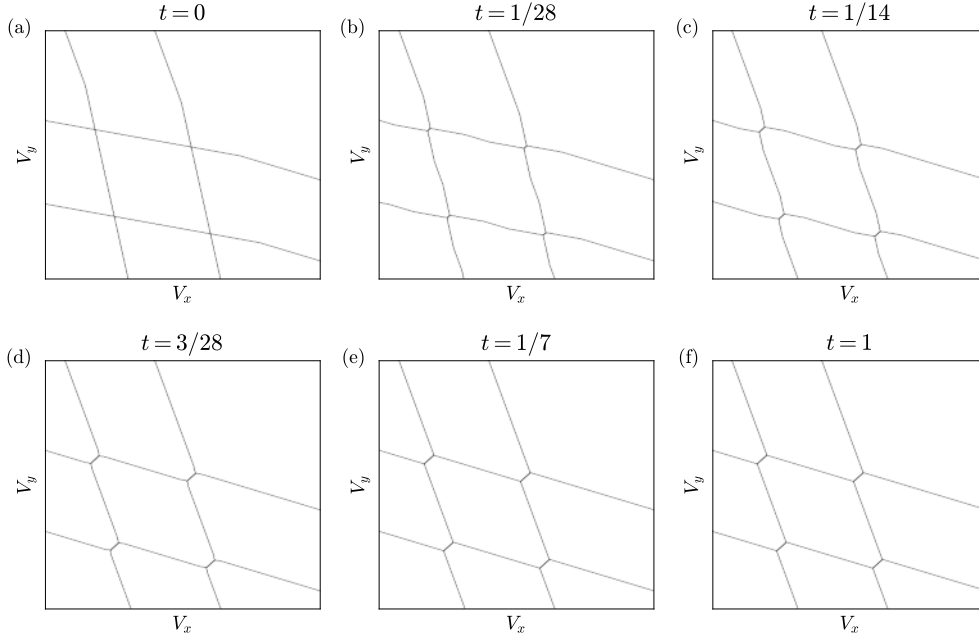 (a) t = 0
V_y
V_x
(b) t = 1/28
V_y
V_x
(c) t = 1/14
V_y
V_x
(d) t = 3/28
V_y
V_x
(e) t = 1/7
V_y
V_x
(f) t = 1
V_y
V_x